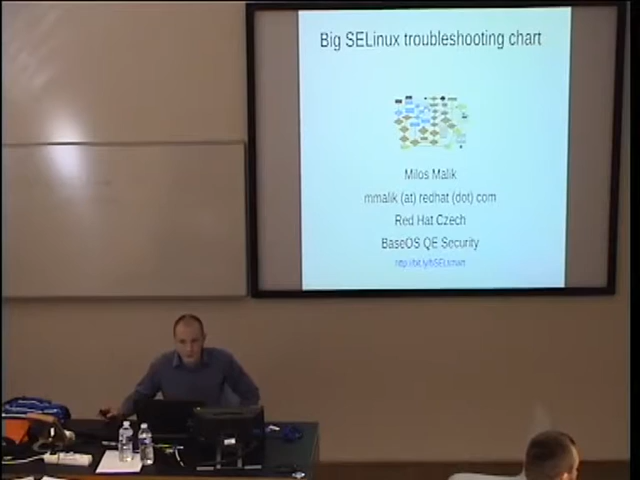 Big SELinux troubleshooting chart
Milos Malik
mmalik (at) redhat (dot) com
Red Hat Czech
BaseOS QE Security